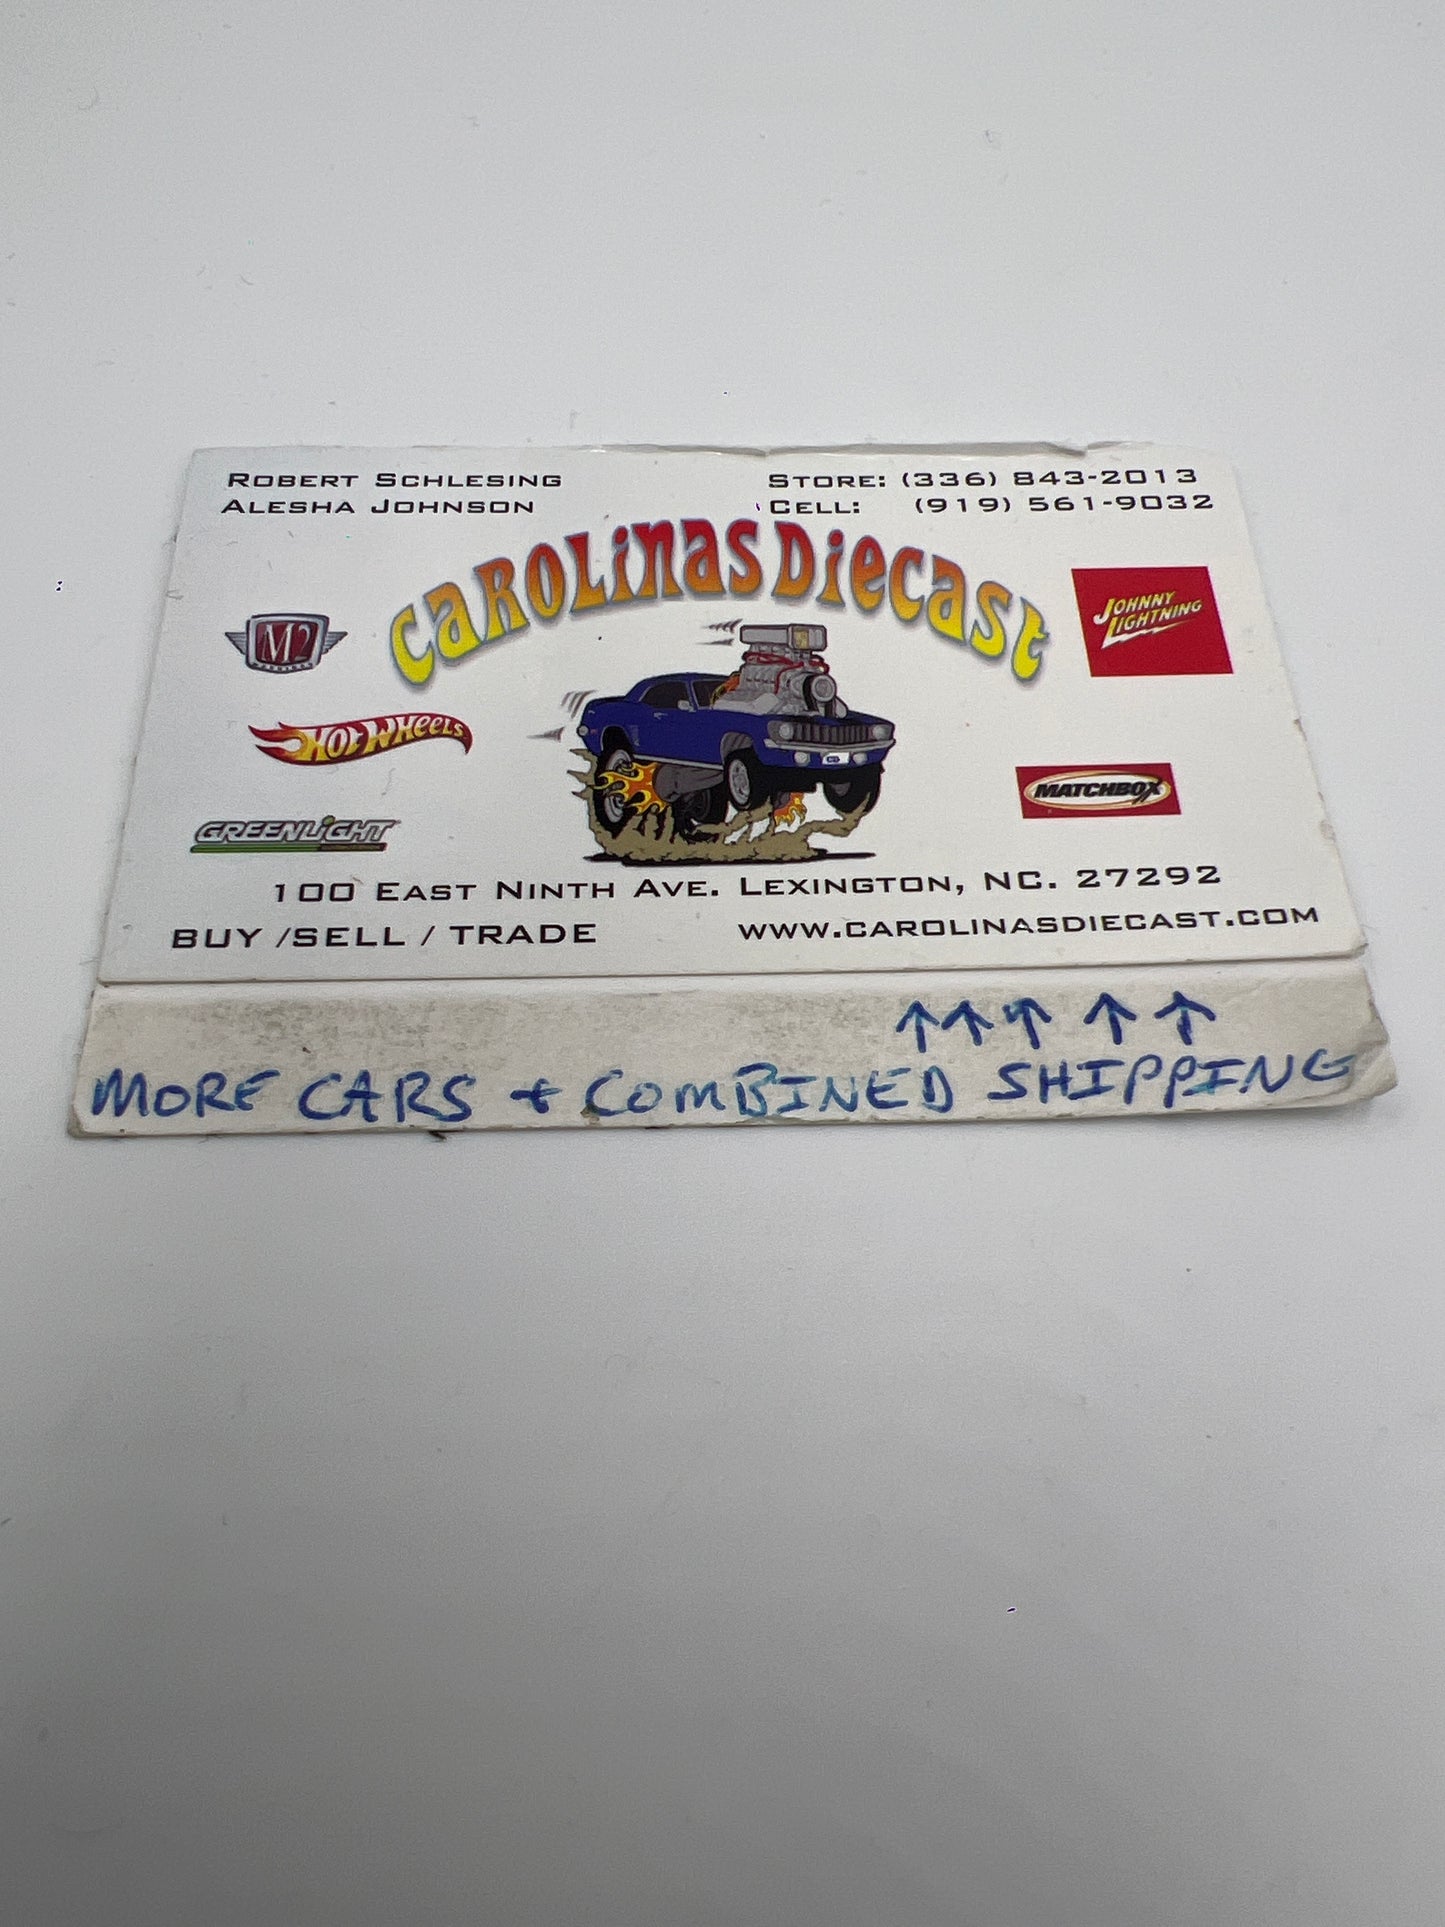 ROBERT SCHLESING
ALESHA JOHNSON
STORE: (336) 843-2013
CELL: (919) 561-9032
CAROLINAS DIECAST
M2
JOHNNY LIGHTNING
HOT WHEELS
MATCHBOX
GREENLIGHT
100 EAST NINTH AVE. LEXINGTON, NC. 27292
BUY /SELL / TRADE
WWW.CAROLINASDIECAST.COM
MORE CARS + COMBINED SHIPPING